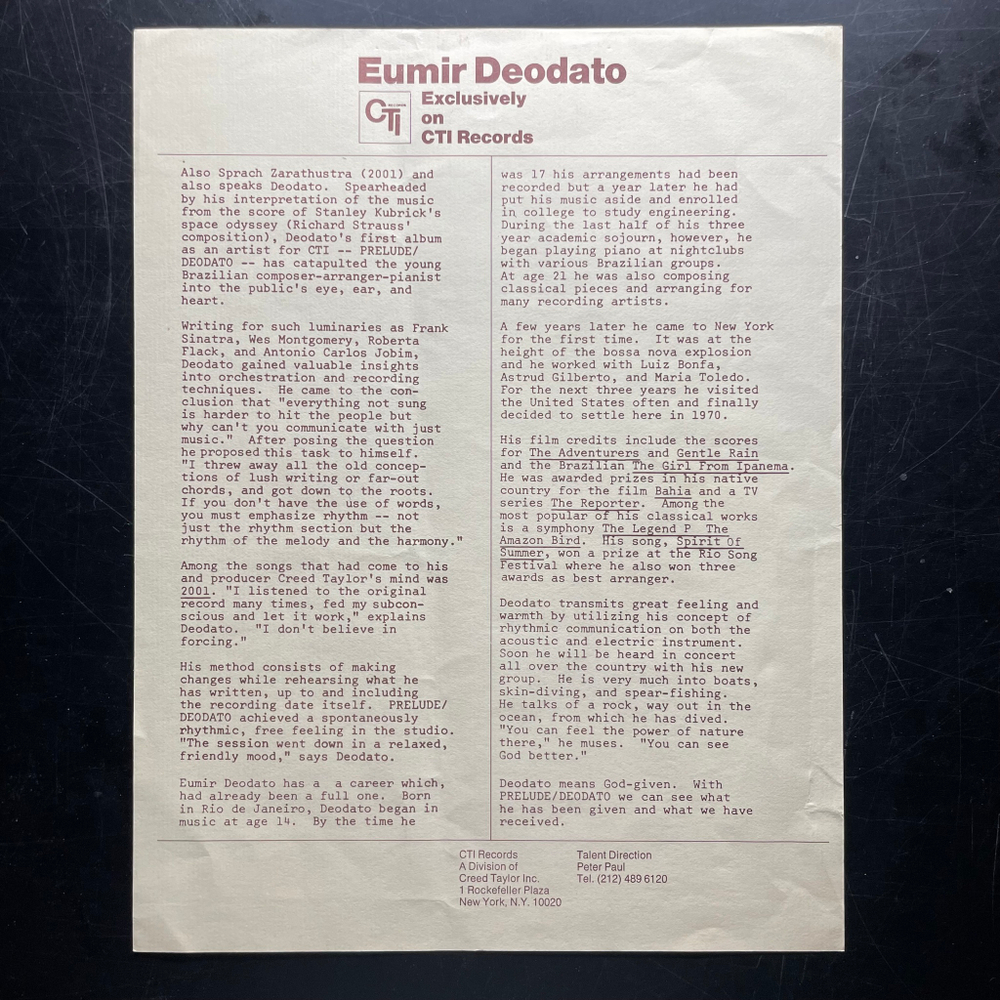 Eumir Deodato
CTI
Exclusively
on
CTI Records
Also Sprach Zarathustra (2001) and
also speaks Deodato. Spearheaded
by his interpretation of the music
from the score of Stanley Kubrick's
space odyssey (Richard Strauss'
composition), Deodato's first album
as an artist for CTI -- PRELUDE/
DEODATO -- has catapulted the young
Brazilian composer-arranger-pianist
into the public's eye, ear, and
heart.
Writing for such luminaries as Frank
Sinatra, Wes Montgomery, Roberta
Flack, and Antonio Carlos Jobim,
Deodato gained valuable insights
into orchestration and recording
techniques. He came to the con-
clusion that "everything not sung
is harder to hit the people but
why can't you communicate with just
music." After posing the question
he proposed this task to himself.
"I threw away all the old concep-
tions of lush writing or far-out
chords, and got down to the roots.
If you don't have the use of words,
you must emphasize rhythm -- not
just the rhythm section but the
rhythm of the melody and the harmony."
Among the songs that had come to his
and producer Creed Taylor's mind was
2001. "I listened to the original
record many times, fed my subcon-
scious and let it work," explains
Deodato. "I don't believe in
forcing."
His method consists of making
changes while rehearsing what he
has written, up to and including
the recording date itself. PRELUDE/
DEODATO achieved a spontaneously
rhythmic, free feeling in the studio.
"The session went down in a relaxed,
friendly mood," says Deodato.
Eumir Deodato has a a career which,
had already been a full one. Born
in Rio de Janeiro, Deodato began in
music at age 14. By the time he
was 17 his arrangements had been
recorded but a year later he had
put his music aside and enrolled
in college to study engineering.
During the last half of his three
year academic sojourn, however, he
began playing piano at nightclubs
with various Brazilian groups.
At age 21 he was also composing
classical pieces and arranging for
many recording artists.
A few years later he came to New York
for the first time. It was at the
height of the bossa nova explosion
and he worked with Luiz Bonfa,
Astrud Gilberto, and Maria Toledo.
For the next three years he visited
the United States often and finally
decided to settle here in 1970.
His film credits include the scores
for The Adventurers and Gentle Rain
and the Brazilian The Girl From Ipanema.
He was awarded prizes in his native
country for the film Bahia and a TV
series The Reporter. Among the
most popular of his classical works
is a symphony The Legend P The
Amazon Bird. His song, Spirit Of
Summer, won a prize at the Rio Song
Festival where he also won three
awards as best arranger.
Deodato transmits great feeling and
warmth by utilizing his concept of
rhythmic communication on both the
acoustic and electric instrument.
Soon he will be heard in concert
all over the country with his new
group. He is very much into boats,
skin-diving, and spear-fishing.
He talks of a rock, way out in the
ocean, from which he has dived.
"You can feel the power of nature
there," he muses. "You can see
God better."
Deodato means God-given. With
PRELUDE/DEODATO we can see what
he has been given and what we have
received.
CTI Records
A Division of
Creed Taylor Inc.
1 Rockefeller Plaza
New York, N.Y. 10020
Talent Direction
Peter Paul
Tel. (212) 489 6120